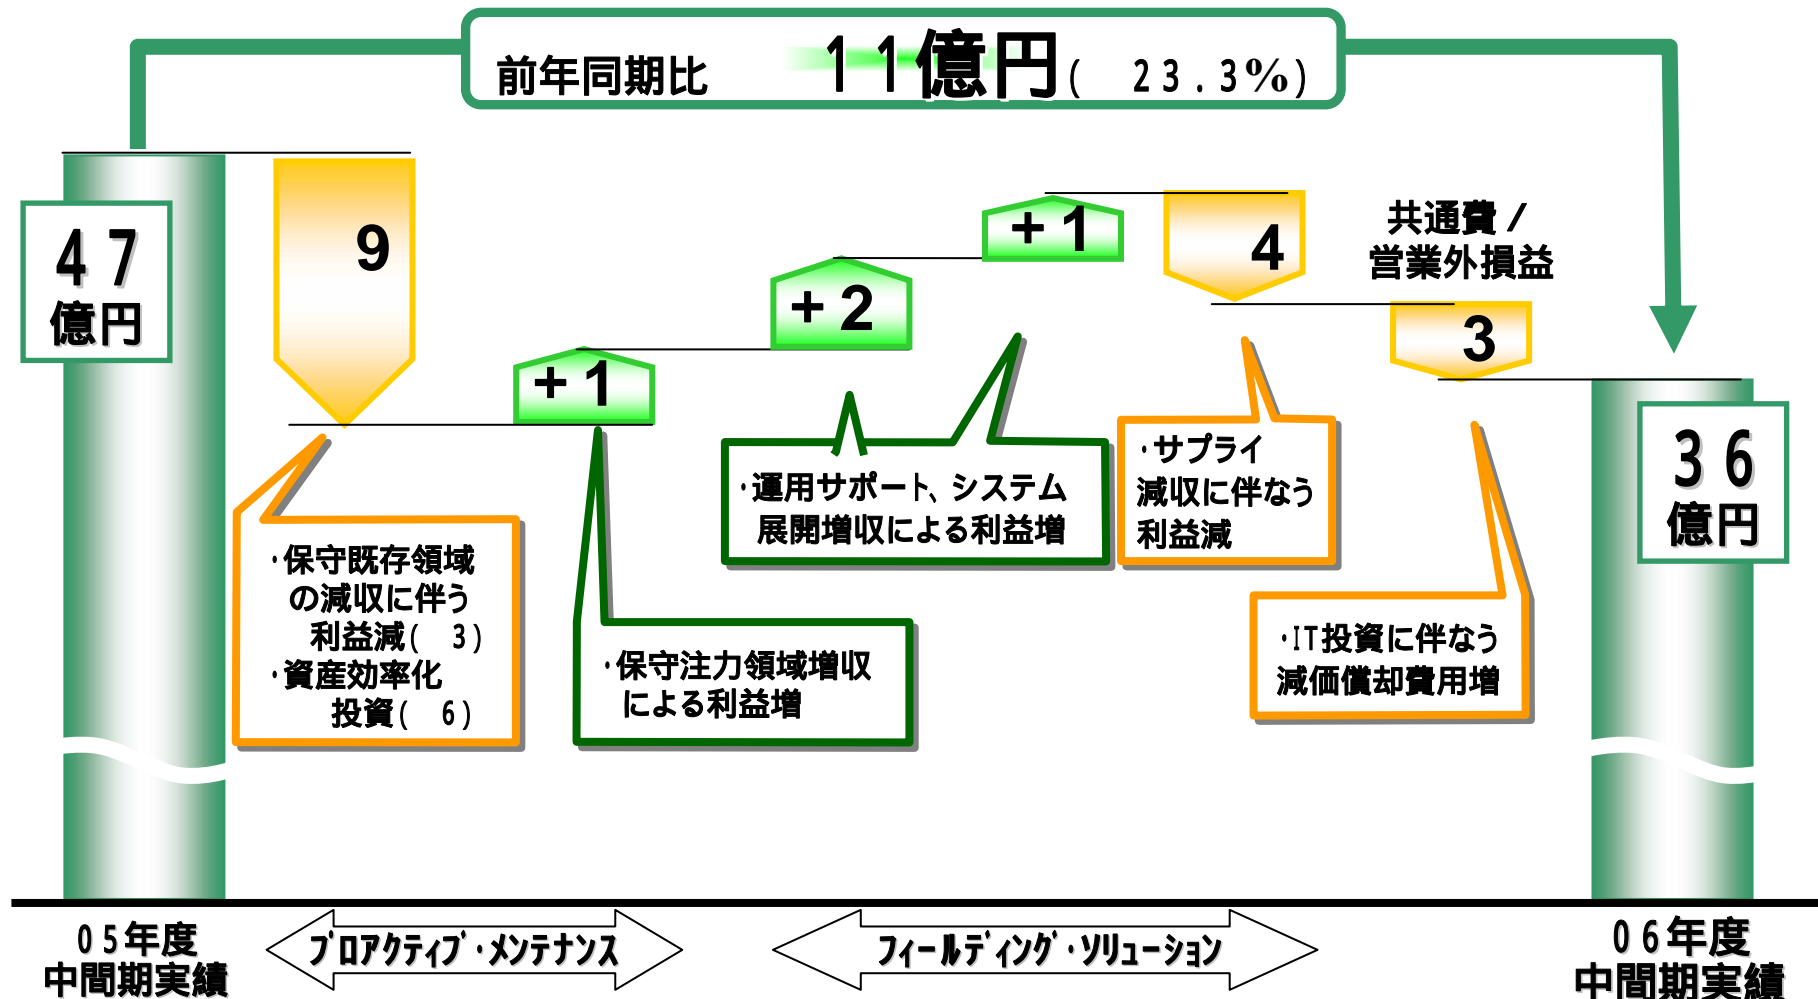 前年同期比 11億円( 23.3%)
47
億円
9
+1
+2
+1
4
共通費/
営業外損益
3
36
億円
・保守既存領域
の減収に伴う
利益減( 3)
・資産効率化
投資( 6)
・保守注力領域増収
による利益増
・運用サポート、システム
展開増収による利益増
・サプライ
減収に伴なう
利益減
・IT投資に伴なう
減価償却費用増
05年度
中間期実績
プロアクティブ・メンテナンス
フィールディング・ソリューション
06年度
中間期実績